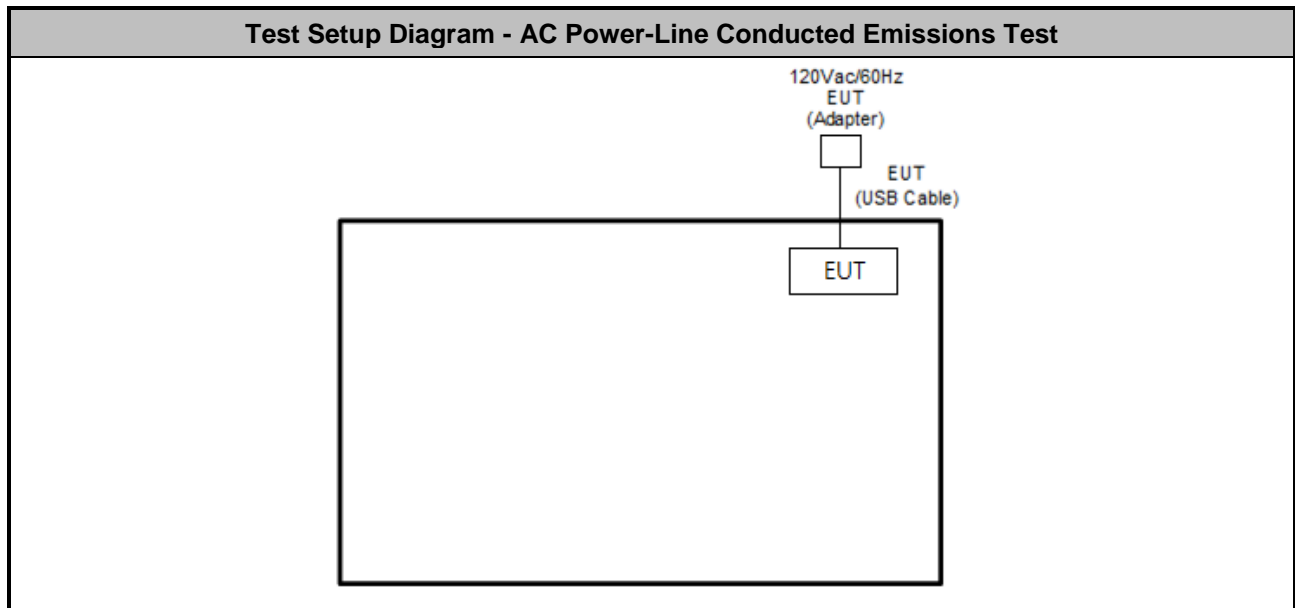 Test Setup Diagram - AC Power-Line Conducted Emissions Test
120Vac/60Hz
EUT
(Adapter)
EUT
(USB Cable)
EUT